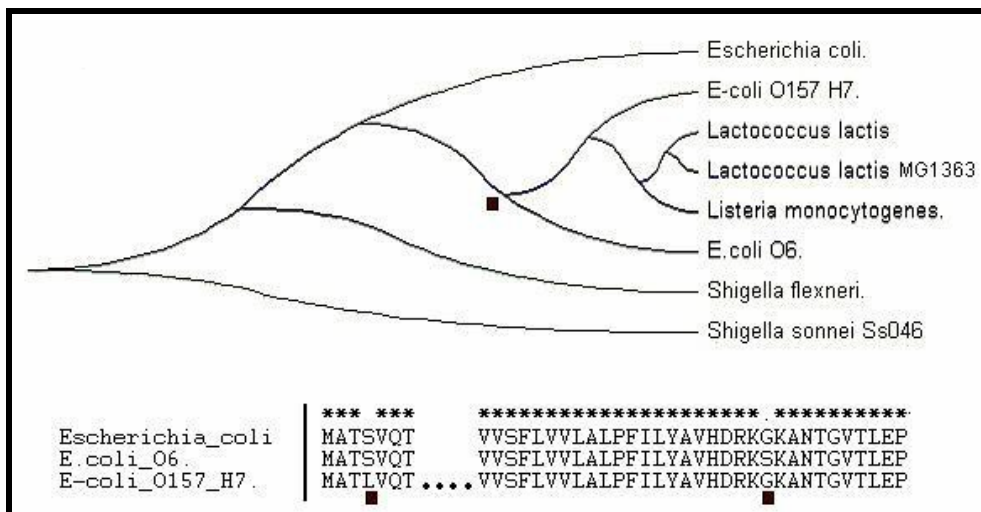 Escherichia coli.
E-coli O157 H7.
Lactococcus lactis
Lactococcus lactis MG1363
Listeria monocytogenes.
E.coli O6.
Shigella flexneri.
Shigella sonnei Ss046
*** *** ***********************.***********
Escherichia_coli MATSVQT VVSFLVVLALPFILYAVHDRKGKANTGVTLEP
E.coli_O6. MATSVQT VVSFLVVLALPFILYAVHDRKSKANTGVTLEP
E-coli_O157_H7. MATLVQT .... VVSFLVVLALPFILYAVHDRKGKANTGVTLEP